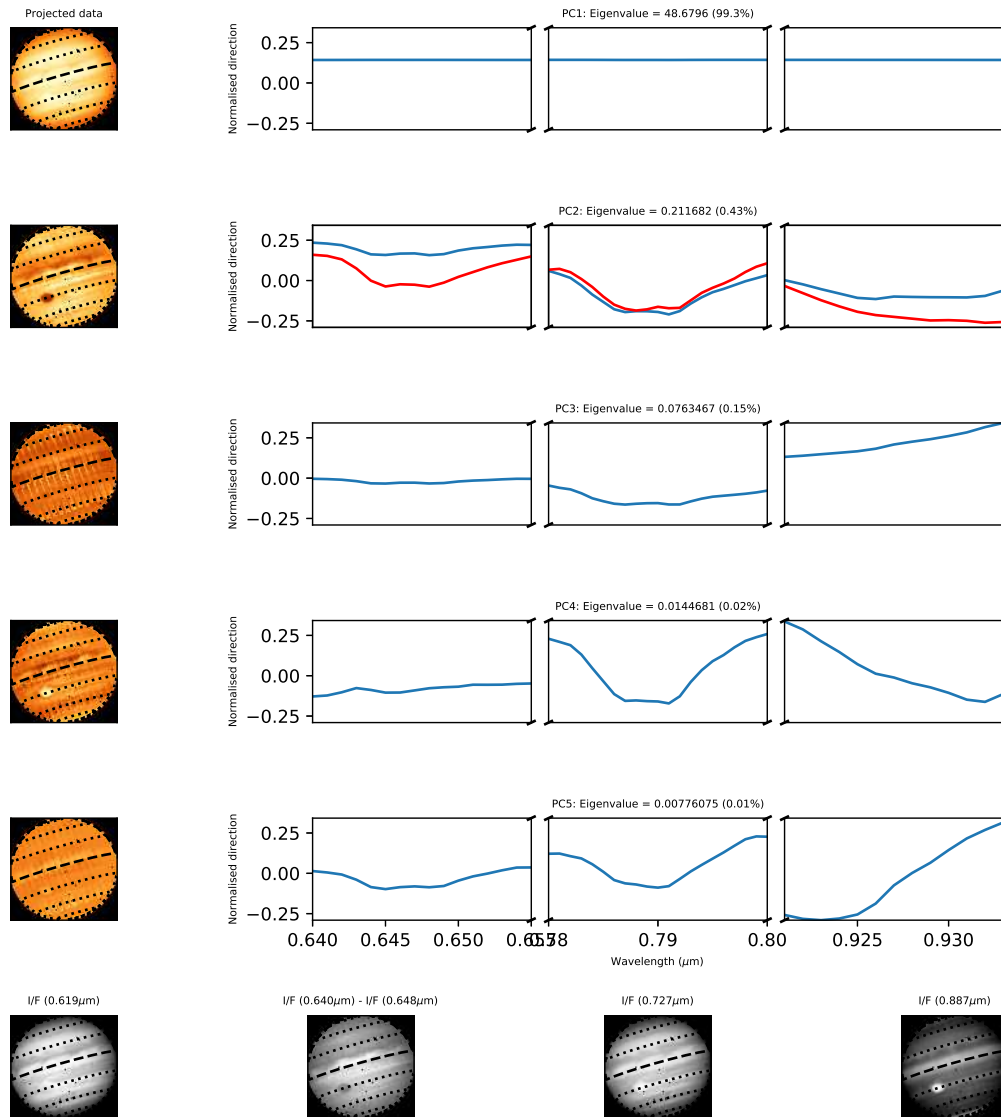 Projected data
PC1: Eigenvalue = 48.6796 (99.3%)
Normalised direction
0.25
0.00
−0.25
PC2: Eigenvalue = 0.211682 (0.43%)
Normalised direction
0.25
0.00
−0.25
PC3: Eigenvalue = 0.0763467 (0.15%)
Normalised direction
0.25
0.00
−0.25
PC4: Eigenvalue = 0.0144681 (0.02%)
Normalised direction
0.25
0.00
−0.25
PC5: Eigenvalue = 0.00776075 (0.01%)
Normalised direction
0.25
0.00
−0.25
0.640 0.645 0.650 0.79 0.80 0.925 0.930
Wavelength (μm)
I/F (0.619μm) I/F (0.640μm) - I/F (0.648μm) I/F (0.727μm) I/F (0.887μm)